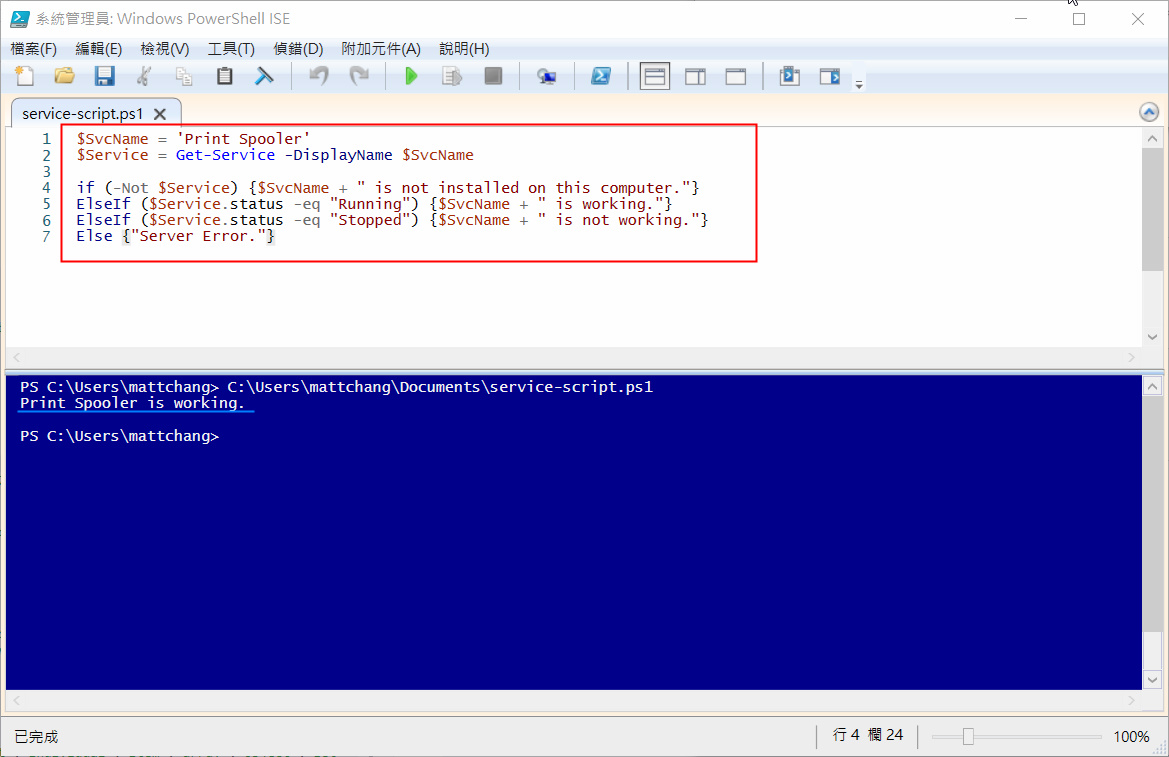 系統管理員: Windows PowerShell ISE
檔案(F) 編輯(E) 檢視(V) 工具(T) 偵錯(D) 附加元件(A) 說明(H)
service-script.ps1
1 $SvcName = 'Print Spooler'
2 $Service = Get-Service -DisplayName $SvcName
3
4 if (-Not $Service) {$SvcName + " is not installed on this computer."}
5 ElseIf ($Service.status -eq "Running") {$SvcName + " is working."}
6 ElseIf ($Service.status -eq "Stopped") {$SvcName + " is not working."}
7 Else {"Server Error."}
PS C:\Users\mattchang> C:\Users\mattchang\Documents\service-script.ps1
Print Spooler is working.
PS C:\Users\mattchang>
已完成 行 4 欄 24 100%